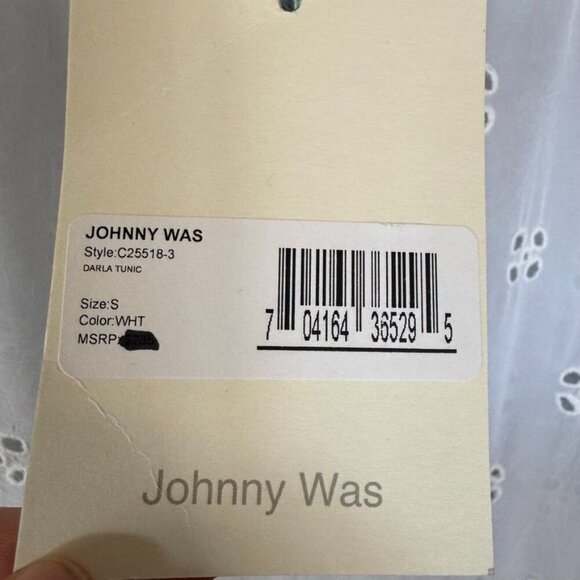 JOHNNY WAS
Style:C25518-3
DARLA TUNIC
Size:S
Color:WHT
MSRP:
7 04164 36529 5
Johnny Was